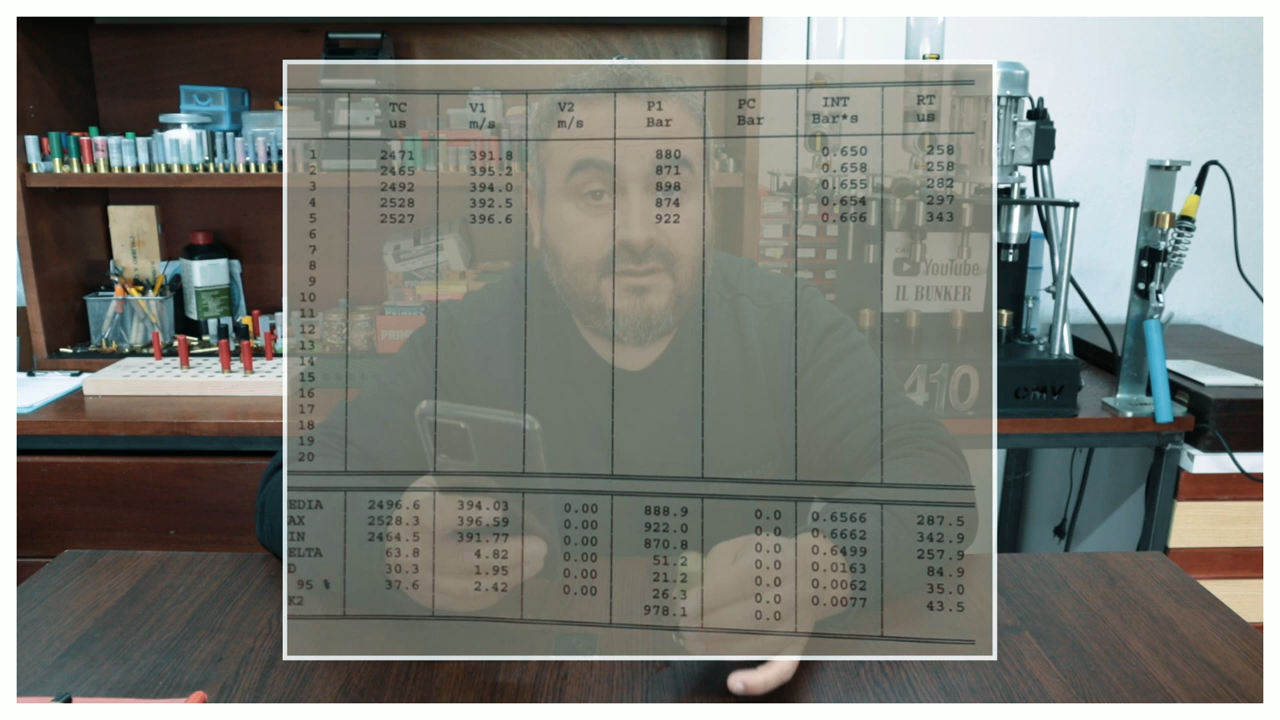 TC V1 V2 P1 PC INT RT
us m/s m/s Bar Bar Bar*s us
1 2471 391.8 880 0.650 258
2 2465 395.2 871 0.658 258
3 2492 394.0 898 0.655 282
4 2528 392.5 874 0.654 297
5 2527 396.6 922 0.666 343
6
7
8
9
10
11
12
13
14
15
16
17
18
19
20
EDIA 2496.6 394.03 0.00 888.9 0.0 0.6566 287.5
AX 2528.3 396.59 0.00 922.0 0.0 0.6662 342.9
IN 2464.5 391.77 0.00 870.8 0.0 0.6499 257.9
ELTA 63.8 4.82 0.00 51.2 0.0 0.0163 84.9
D 30.3 1.95 0.00 21.2 0.0 0.0062 35.0
95 % 37.6 2.42 0.00 26.3 0.0 0.0077 43.5
K2 978.1 0.0
YouTube
IL BUNKER
410
OMV